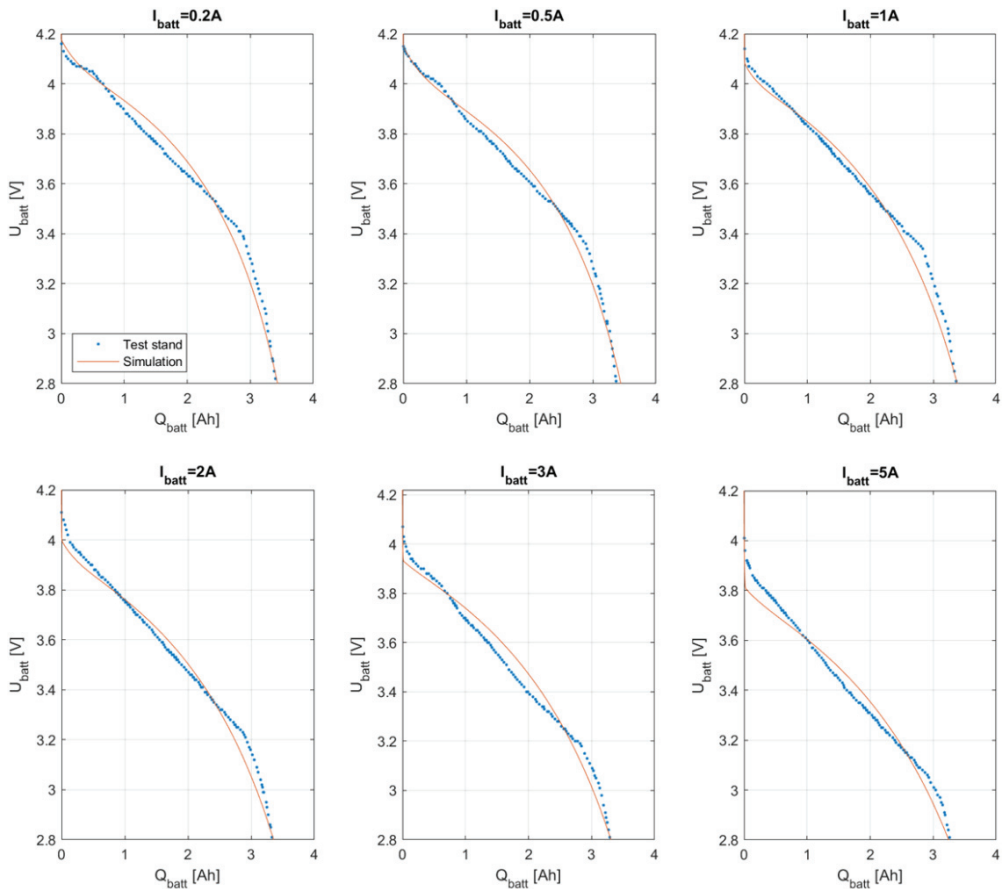 I_batt=0.2A
4.2
4
3.8
3.6
3.4
3.2
3
2.8
U_batt [V]
Test stand
Simulation
0 1 2 3 4
Q_batt [Ah]
I_batt=0.5A
4.2
4
3.8
3.6
3.4
3.2
3
2.8
U_batt [V]
0 1 2 3 4
Q_batt [Ah]
I_batt=1A
4.2
4
3.8
3.6
3.4
3.2
3
2.8
U_batt [V]
0 1 2 3 4
Q_batt [Ah]
I_batt=2A
4.2
4
3.8
3.6
3.4
3.2
3
2.8
U_batt [V]
0 1 2 3 4
Q_batt [Ah]
I_batt=3A
4.2
4
3.8
3.6
3.4
3.2
3
2.8
U_batt [V]
0 1 2 3 4
Q_batt [Ah]
I_batt=5A
4.2
4
3.8
3.6
3.4
3.2
3
2.8
U_batt [V]
0 1 2 3 4
Q_batt [Ah]